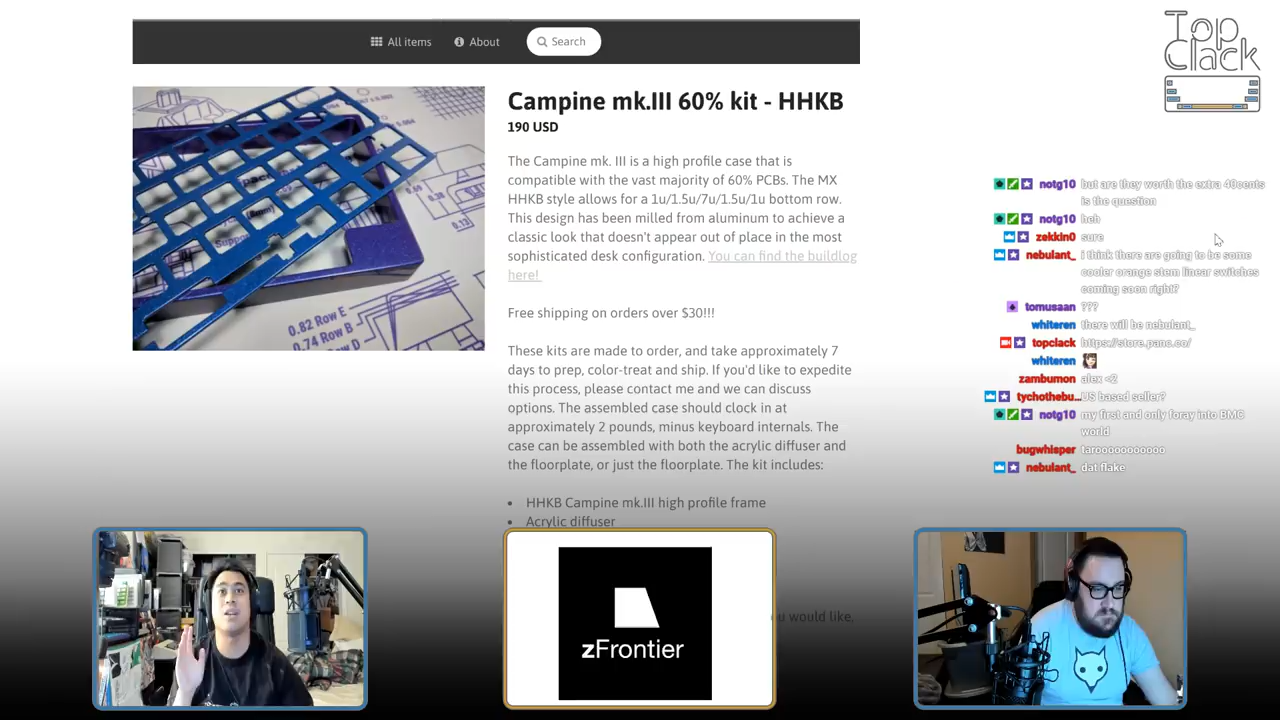 All items
About
Search
Top
Clack
Campine mk.III 60% kit - HHKB
190 USD
The Campine mk. III is a high profile case that is
compatible with the vast majority of 60% PCBs. The MX
HHKB style allows for a 1u/1.5u/7u/1.5u/1u bottom row.
This design has been milled from aluminum to achieve a
classic look that doesn't appear out of place in the most
sophisticated desk configuration. You can find the buildlog
here!
Free shipping on orders over $30!!!
These kits are made to order, and take approximately 7
days to prep, color-treat and ship. If you'd like to expedite
this process, please contact me and we can discuss
options. The assembled case should clock in at
approximately 2 pounds, minus keyboard internals. The
case can be assembled with both the acrylic diffuser and
the floorplate, or just the floorplate. The kit includes:
• HHKB Campine mk.III high profile frame
• Acrylic diffuser
would like,
0.82 Row E
0.74 Row D
notg10 but are they worth the extra 40cents
is the question
notg10 heh
zekkin0 sure
nebulant_ i think there are going to be some
cooler orange stem linear switches
coming soon right?
tomusaan ???
whiteren there will be nebulant_
topclack https://store.panc.co/
whiteren
zambumon alex <2
tychothebu... US based seller?
notg10 my first and only foray into BMC
world
bugwhisper tarooooooooooo
nebulant_ dat flake
zFrontier